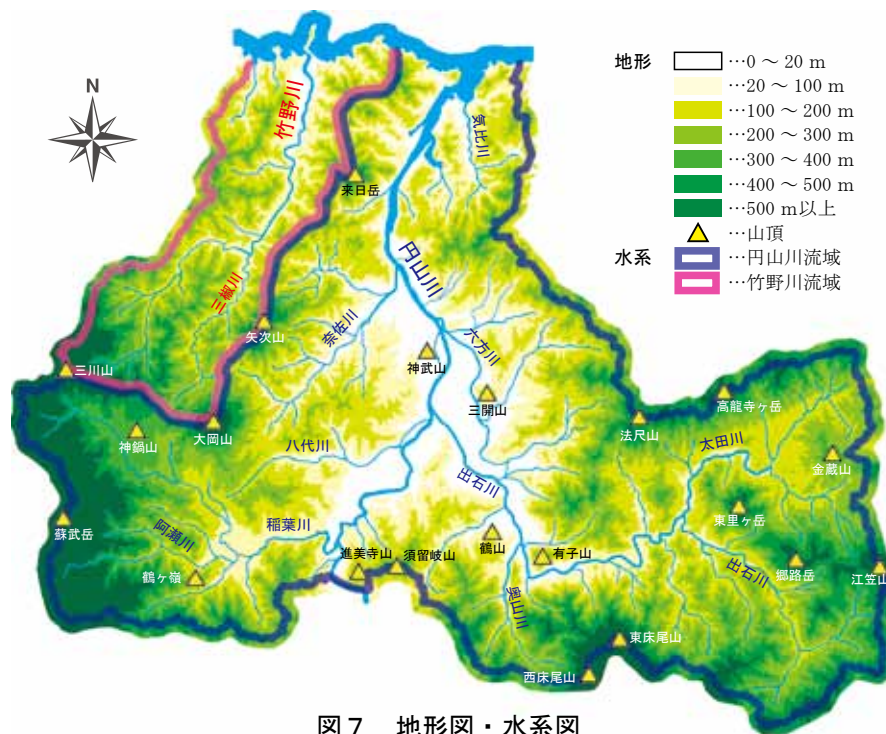 N
地形
…0 ～ 20 m
…20 ～ 100 m
…100 ～ 200 m
…200 ～ 300 m
…300 ～ 400 m
…400 ～ 500 m
…500 m以上
…山頂
水系
…円山川流域
…竹野川流域
竹野川
気比川
来日岳
円山川
三椒川
奈佐川
矢次山
六方川
神武山
三川山
三開山
高龍寺ヶ岳
大岡山
法尺山
神鍋山
八代川
太田川
金蔵山
出石川
蘇武岳
阿瀬川
稲葉川
東里ヶ岳
鶴山
進美寺山
須留岐山
有子山
鶴ヶ嶺
郷路岳
江笠山
出石川
奥山川
東床尾山
西床尾山
図７ 地形図・水系図